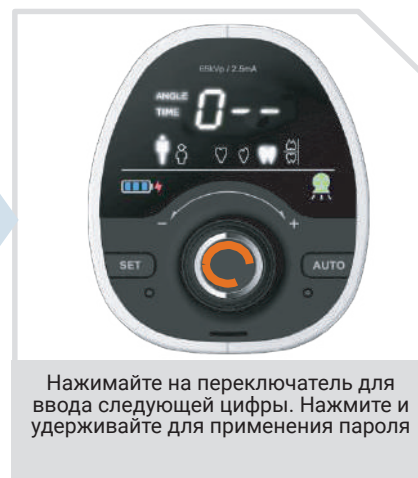 65kVp / 2.5mA
ANGLE
TIME
0--
− +
SET
AUTO
Нажимайте на переключатель для
ввода следующей цифры. Нажмите и
удерживайте для применения пароля